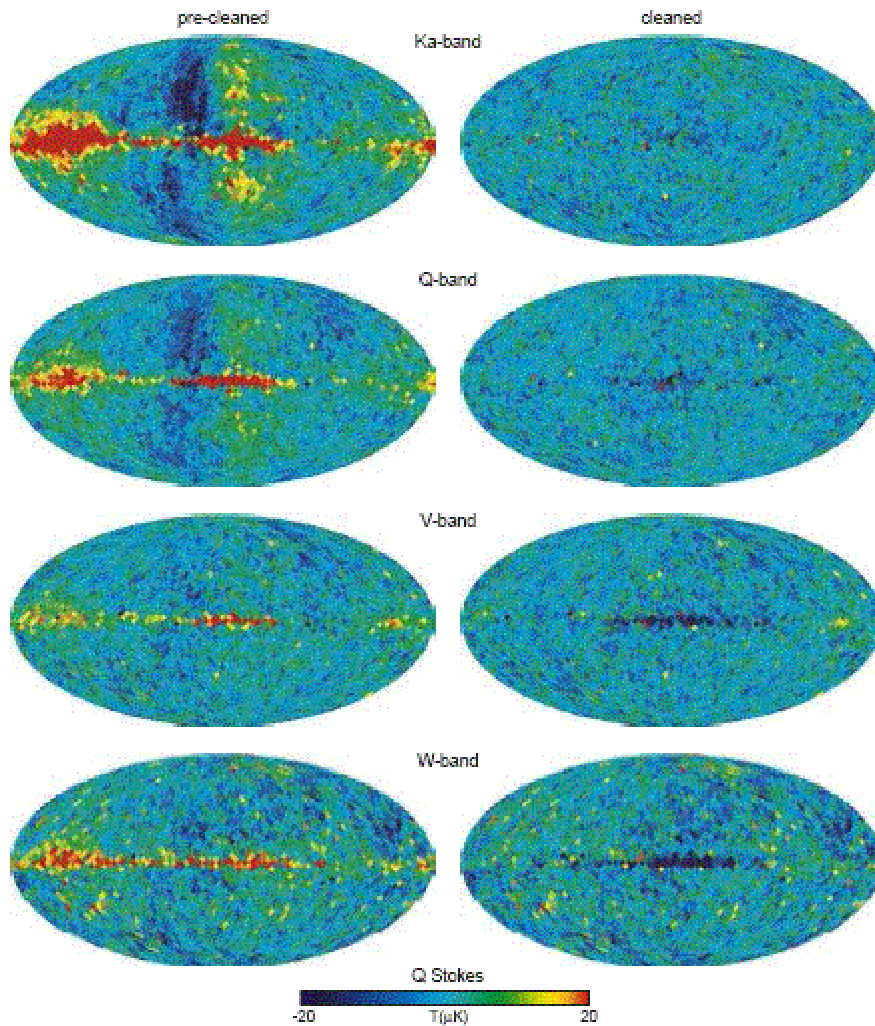 pre-cleaned
cleaned
Ka-band
Q-band
V-band
W-band
Q Stokes
-20 T(μK) 20